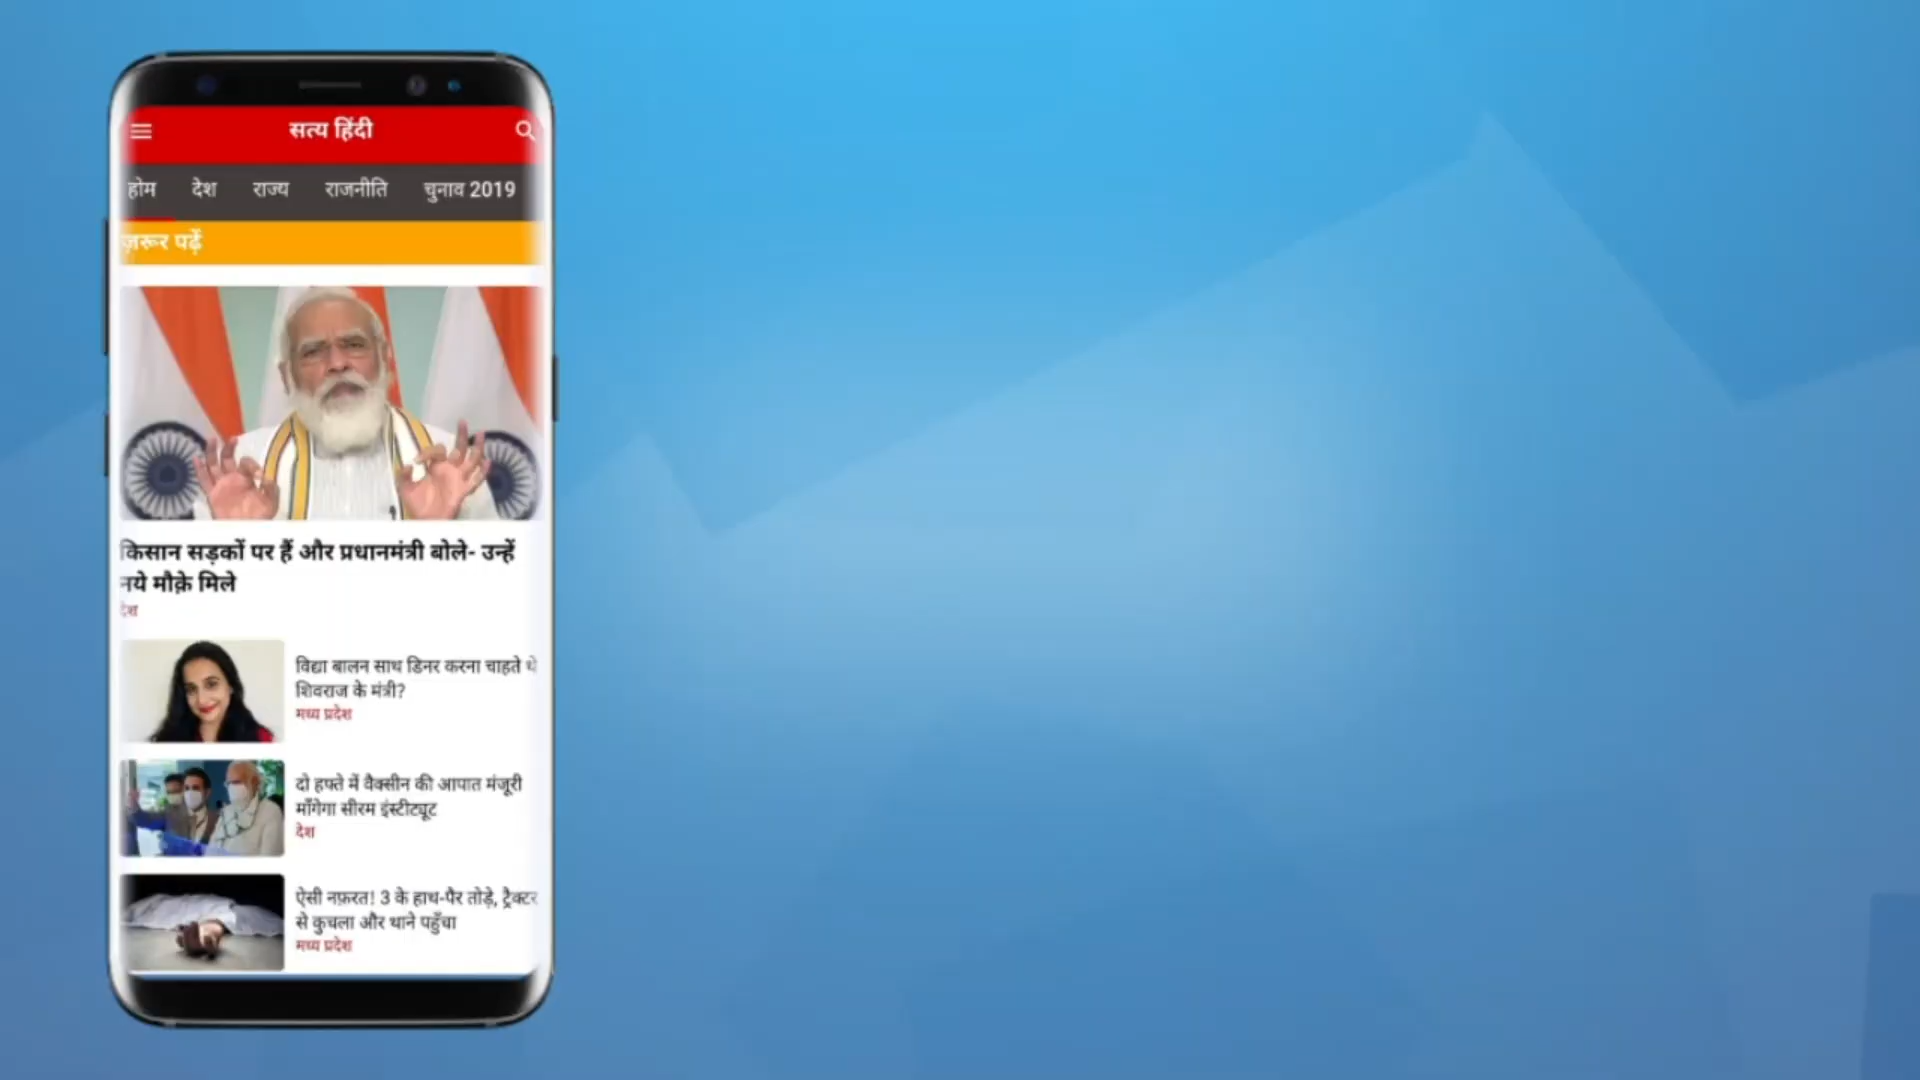 सत्य हिंदी
होम देश राज्य राजनीति चुनाव 2019
ज़रूर पढ़ें
किसान सड़कों पर हैं और प्रधानमंत्री बोले- उन्हें
नये मौक़े मिले
देश
विद्या बालन साथ डिनर करना चाहते थे
शिवराज के मंत्री?
मध्य प्रदेश
दो हफ्ते में वैक्सीन की आपात मंजूरी
माँगेगा सीरम इंस्टीट्यूट
देश
ऐसी नफ़रत! 3 के हाथ-पैर तोड़े, ट्रैक्टर
से कुचला और थाने पहुँचा
मध्य प्रदेश